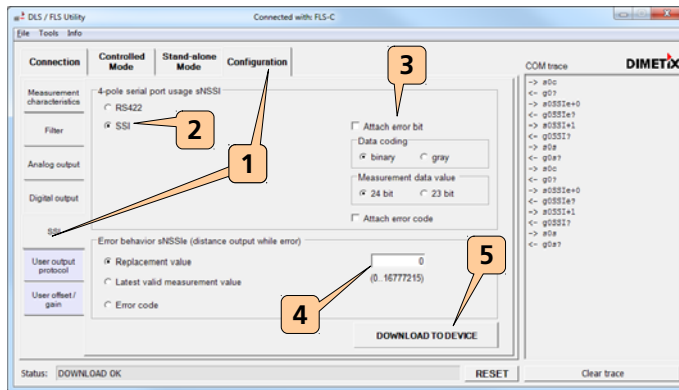 DLS / FLS Utility
Connected with: FLS-C
File Tools Info
Connection
Controlled Mode
Stand-alone Mode
Configuration
1
2
3
4
5
Measurement characteristics
Filter
Analog output
Digital output
SSI
User output protocol
User offset / gain
4-pole serial port usage sNSSI
RS422
SSI
Attach error bit
Data coding
binary
gray
Measurement data value
24 bit
23 bit
Attach error code
Error behavior sNSSIe (distance output while error)
Replacement value
0
(0..16777215)
Latest valid measurement value
Error code
DOWNLOAD TO DEVICE
COM trace
DIMETIX
-> s0c
<- g0?
-> s0SSIe+0
<- g0SSIe?
-> s0SSI+1
<- g0SSI?
-> s0s
<- g0s?
-> s0c
<- g0?
-> s0SSIe+0
<- g0SSIe?
-> s0SSI+1
<- g0SSI?
-> s0s
<- g0s?
Status: DOWNLOAD OK
RESET
Clear trace